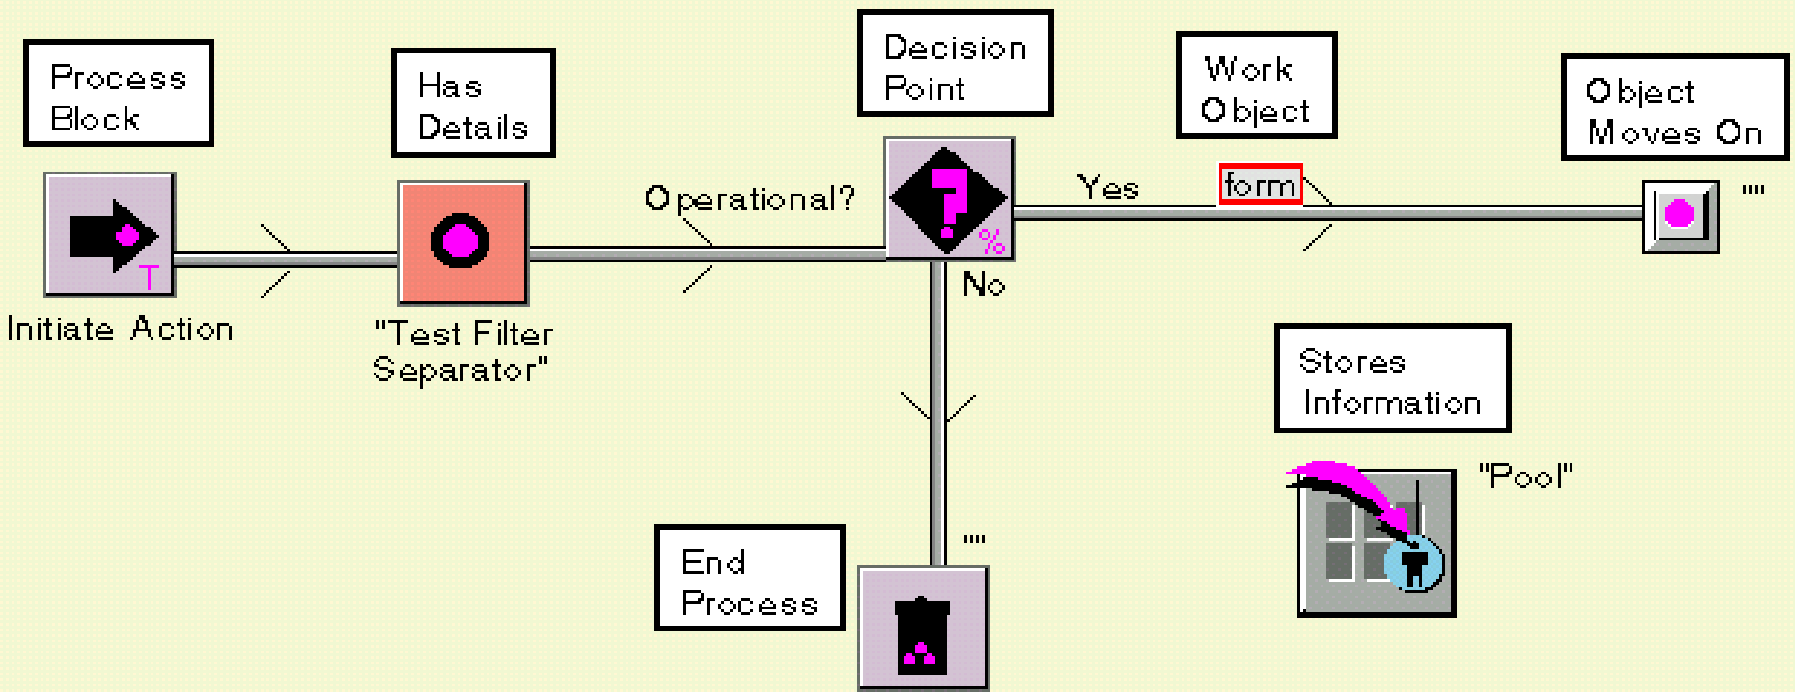 Process
Block
Has
Details
Decision
Point
Work
Object
Object
Moves On
Operational?
Yes
form
""
T
%
No
Initiate Action
"Test Filter
Separator"
Stores
Information
"Pool"
End
Process
""